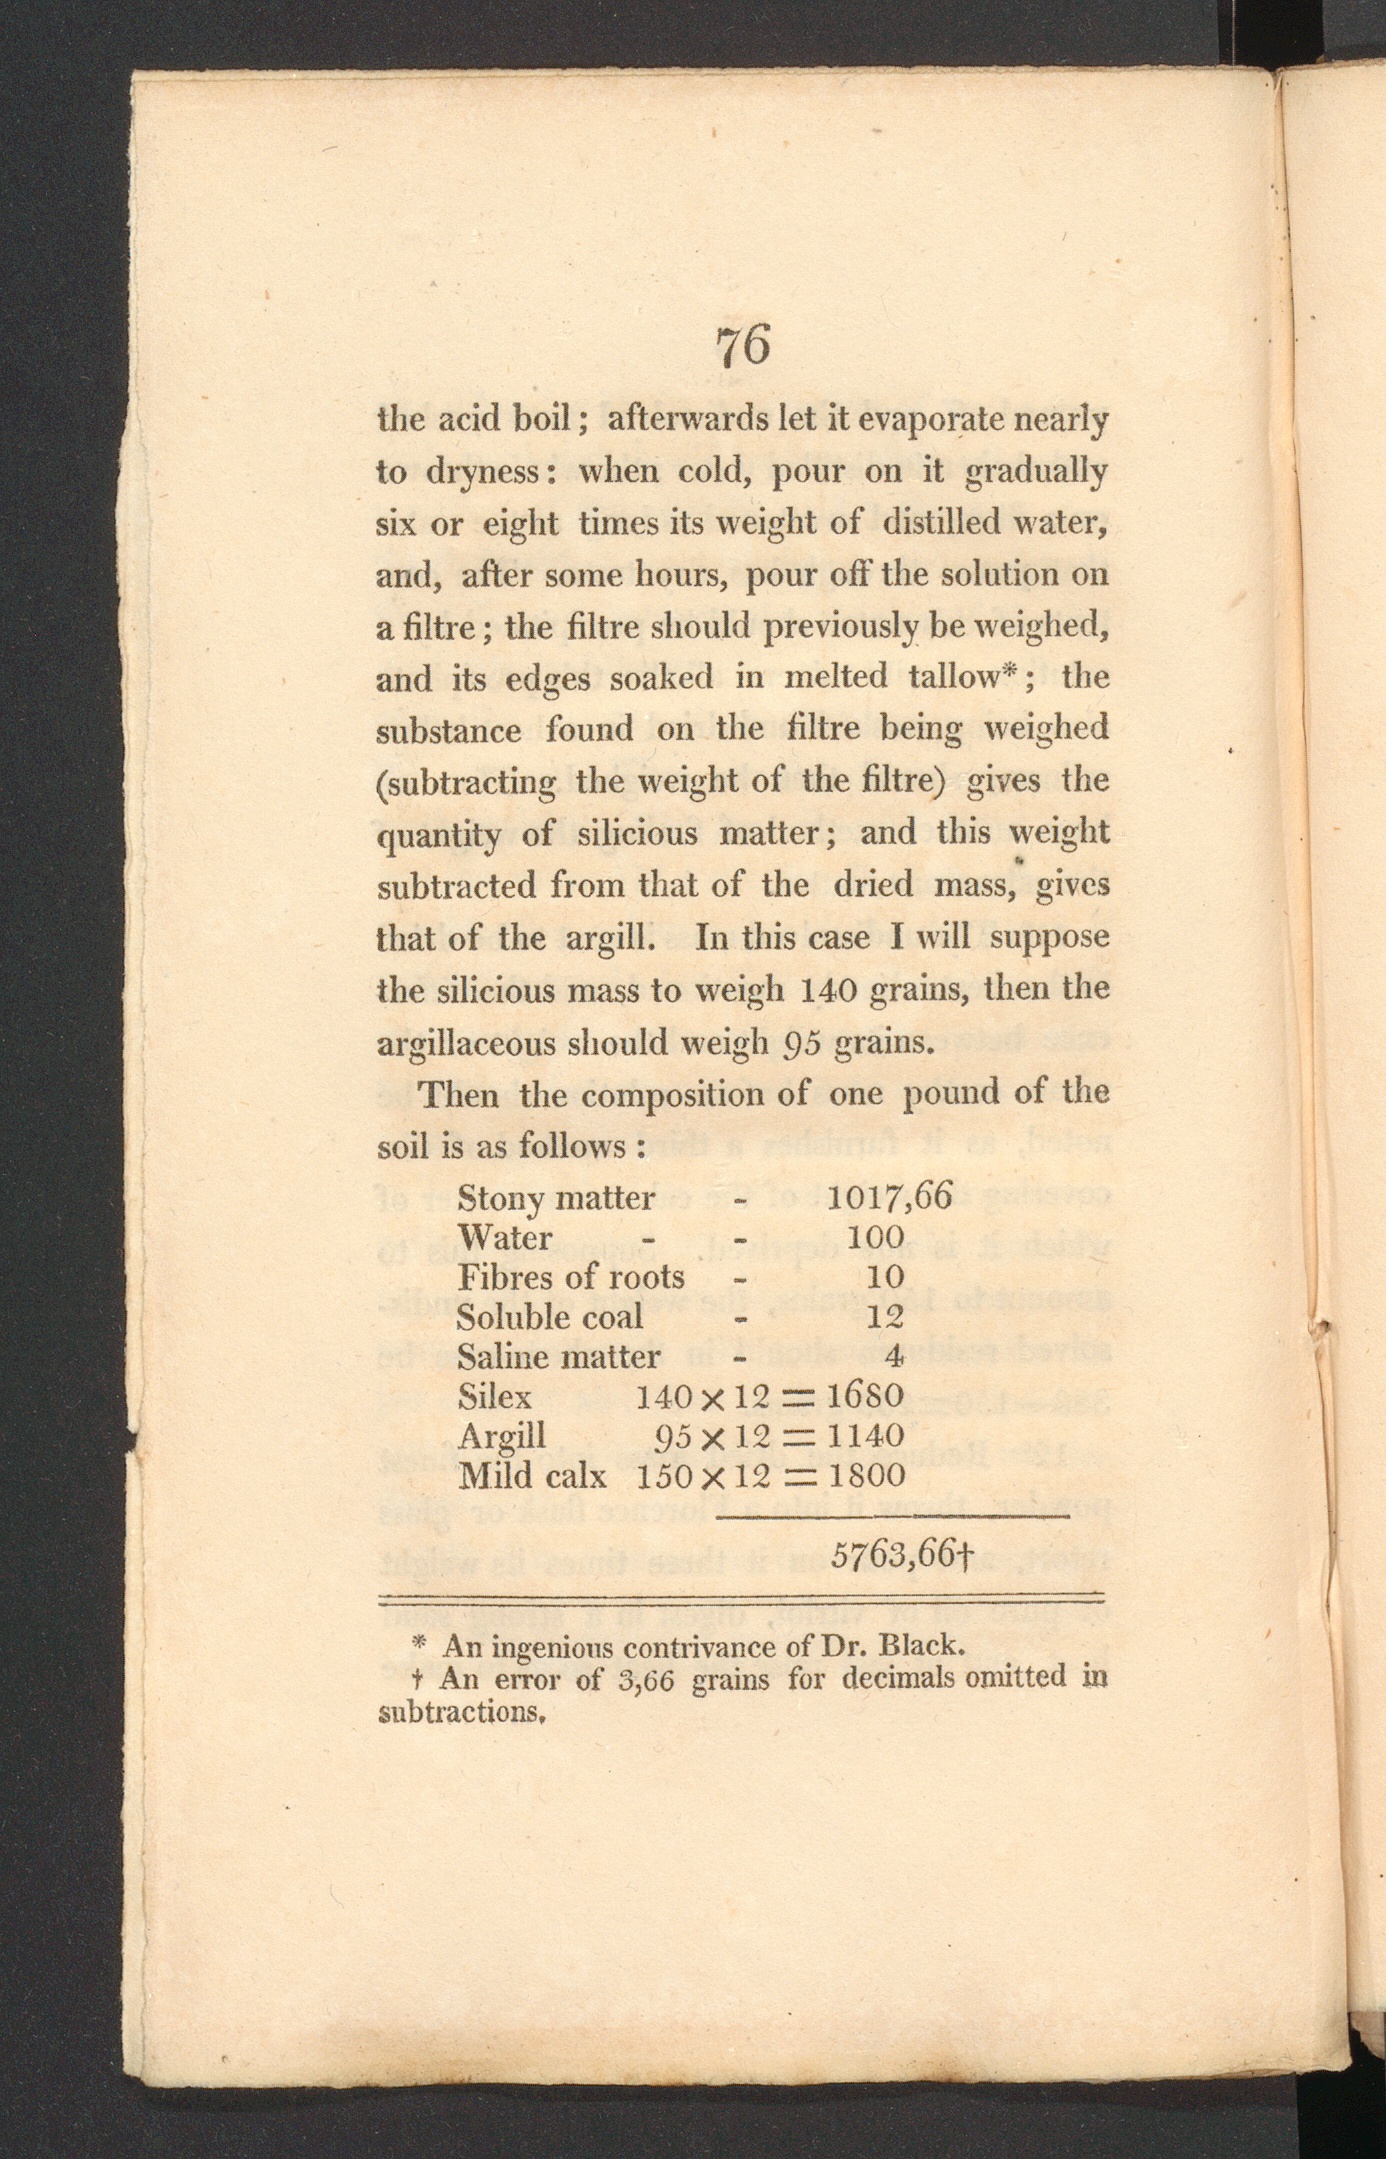 76
the acid boil; afterwards let it evaporate nearly
to dryness: when cold, pour on it gradually
six or eight times its weight of distilled water,
and, after some hours, pour off the solution on
a filtre; the filtre should previously be weighed,
and its edges soaked in melted tallow*; the
substance found on the filtre being weighed
(subtracting the weight of the filtre) gives the
quantity of silicious matter; and this weight
subtracted from that of the dried mass, gives
that of the argill. In this case I will suppose
the silicious mass to weigh 140 grains, then the
argillaceous should weigh 95 grains.
Then the composition of one pound of the
soil is as follows:
Stony matter - 1017,66
Water - - 100
Fibres of roots - 10
Soluble coal - 12
Saline matter - 4
Silex 140 × 12 = 1680
Argill 95 × 12 = 1140
Mild calx 150 × 12 = 1800
5763,66†
* An ingenious contrivance of Dr. Black.
† An error of 3,66 grains for decimals omitted in
subtractions.